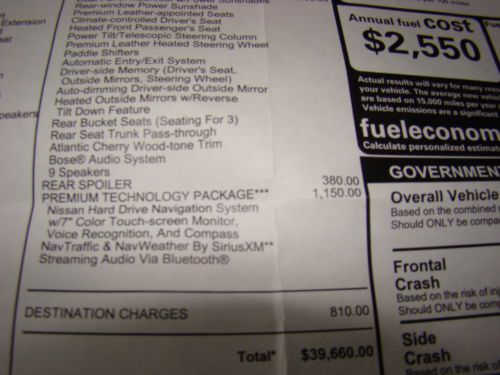 Rear-window Power Sunshade
Premium Leather-appointed Seats
Climate-controlled Driver's Seat
Heated Front Passenger's Seat
Power Tilt/Telescopic Steering Column
Premium Leather Heated Steering Wheel
Paddle Shifters
Automatic Entry/Exit System
Driver-side Memory (Driver's Seat,
Outside Mirrors, Steering Wheel)
Auto-dimming Driver-side Outside Mirror
Heated Outside Mirrors w/Reverse
Tilt Down Feature
Rear Bucket Seats (Seating For 3)
Rear Seat Trunk Pass-through
Atlantic Cherry Wood-tone Trim
Bose® Audio System
9 Speakers
REAR SPOILER 380.00
PREMIUM TECHNOLOGY PACKAGE*** 1,150.00
Nissan Hard Drive Navigation System
w/7" Color Touch-screen Monitor,
Voice Recognition, And Compass
NavTraffic & NavWeather By SiriusXM**
Streaming Audio Via Bluetooth®
DESTINATION CHARGES 810.00
Total* $39,660.00
Extension
peakers
Annual fuel cost
$2,550
Actual results will vary for many
your vehicle. The average new
are based on 15,000 miles per year
Vehicle emissions are a significant
fueleconom
Calculate personalized estimate
GOVERNMENT
Overall Vehicle
Based on the combined
Should ONLY be compa
Frontal
Crash
Based on the risk of inj
Should ONLY be com
Side
Crash
Based on the risk